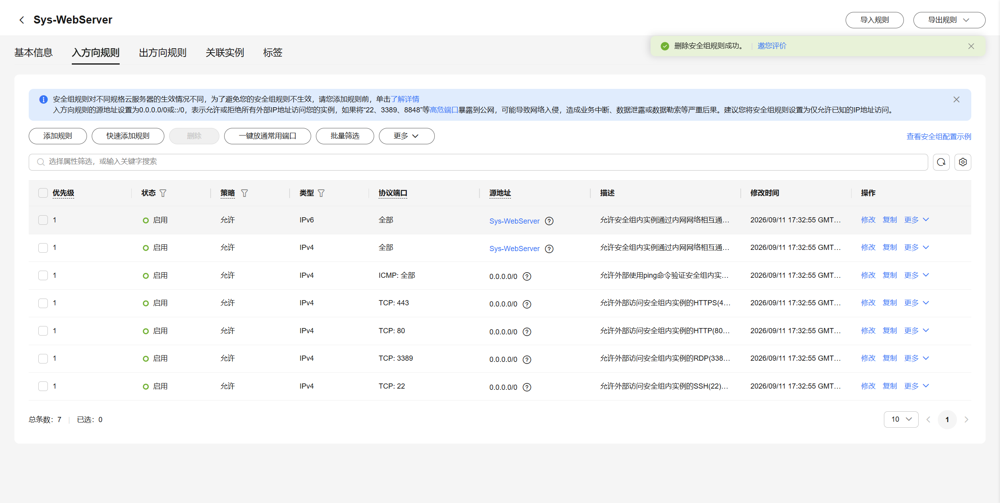 Sys-WebServer
导入规则
导出规则
基本信息
入方向规则
出方向规则
关联实例
标签
删除安全组规则成功。
邀您评价
安全组规则对不同规格云服务器的生效情况不同，为了避免您的安全组规则不生效，请您添加规则前，单击了解详情
入方向规则的源地址设置为0.0.0.0/0或::/0，表示允许或拒绝所有外部IP地址访问您的实例，如果将“22、3389、8848”等高危端口暴露到公网，可能导致网络入侵，造成业务中断、数据泄露或数据勒索等严重后果。建议您将安全组规则设置为仅允许已知的IP地址访问。
添加规则
快速添加规则
删除
一键放通常用端口
批量筛选
更多
查看安全组配置示例
选择属性筛选，或输入关键字搜索
优先级 状态 策略 类型 协议端口 源地址 描述 修改时间 操作
1 启用 允许 IPv6 全部 Sys-WebServer 允许安全组内实例通过内网网络相互通... 2026/09/11 17:32:55 GMT... 修改 复制 更多
1 启用 允许 IPv4 全部 Sys-WebServer 允许安全组内实例通过内网网络相互通... 2026/09/11 17:32:55 GMT... 修改 复制 更多
1 启用 允许 IPv4 ICMP: 全部 0.0.0.0/0 允许外部使用ping命令验证安全组内实... 2026/09/11 17:32:55 GMT... 修改 复制 更多
1 启用 允许 IPv4 TCP: 443 0.0.0.0/0 允许外部访问安全组内实例的HTTPS(4... 2026/09/11 17:32:55 GMT... 修改 复制 更多
1 启用 允许 IPv4 TCP: 80 0.0.0.0/0 允许外部访问安全组内实例的HTTP(80... 2026/09/11 17:32:55 GMT... 修改 复制 更多
1 启用 允许 IPv4 TCP: 3389 0.0.0.0/0 允许外部访问安全组内实例的RDP(338... 2026/09/11 17:32:55 GMT... 修改 复制 更多
1 启用 允许 IPv4 TCP: 22 0.0.0.0/0 允许外部访问安全组内实例的SSH(22)... 2026/09/11 17:32:55 GMT... 修改 复制 更多
总条数：7 已选：0
10
1